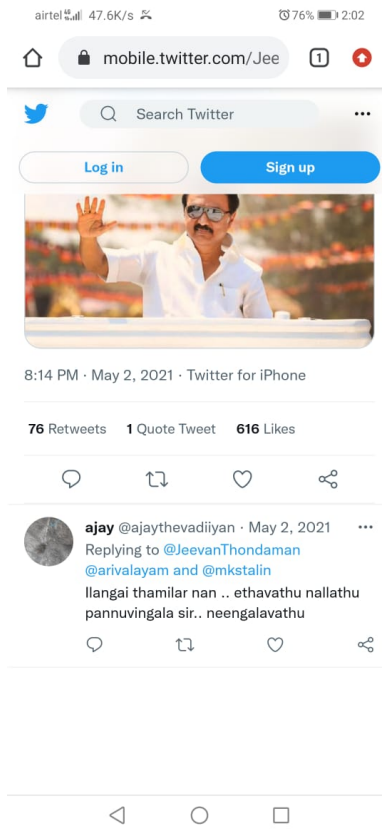 airtel 4G 47.6K/s 76% 2:02
mobile.twitter.com/Jee 1
Search Twitter
Log in Sign up
8:14 PM · May 2, 2021 · Twitter for iPhone
76 Retweets 1 Quote Tweet 616 Likes
ajay @ajaythevadiiyan · May 2, 2021
Replying to @JeevanThondaman
@arivalayam and @mkstalin
Ilangai thamilar nan .. ethavathu nallathu
pannuvingala sir.. neengalavathu